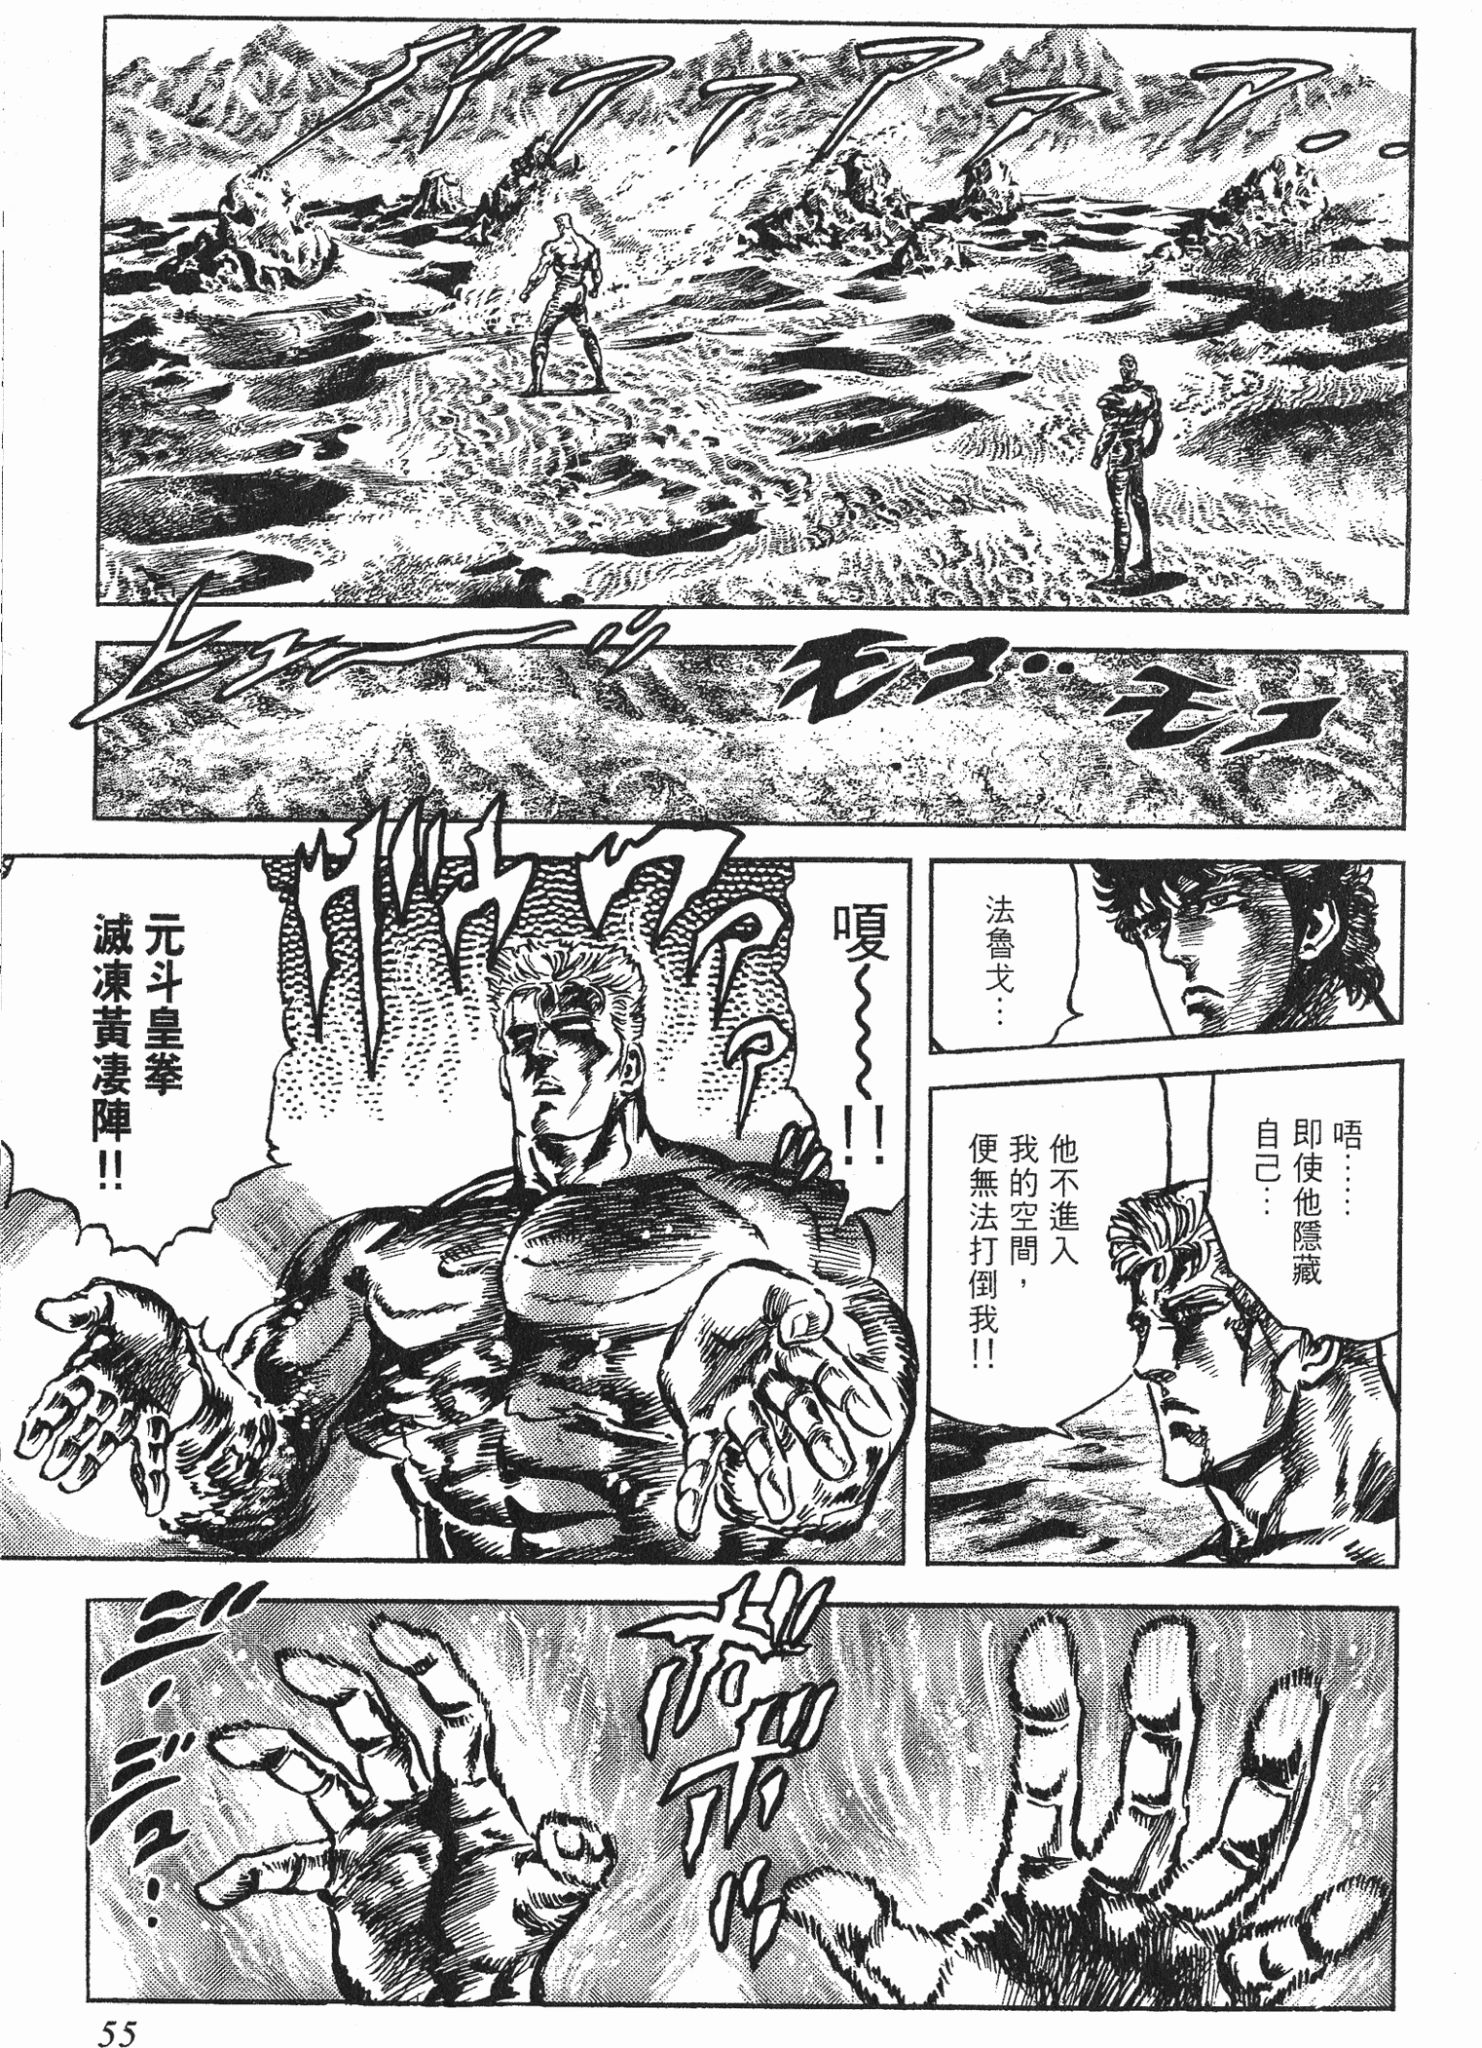 ザァァァァ…
モコ…モコ
ヒュー…ッ
法魯戈…
唔……
即使他隱藏
自己…
他不進入
我的空間，
便無法打倒我!!
嗄～～～!!
元斗皇拳
滅凍黃凄陣!!
ボボ
ジ・ジュ・
55